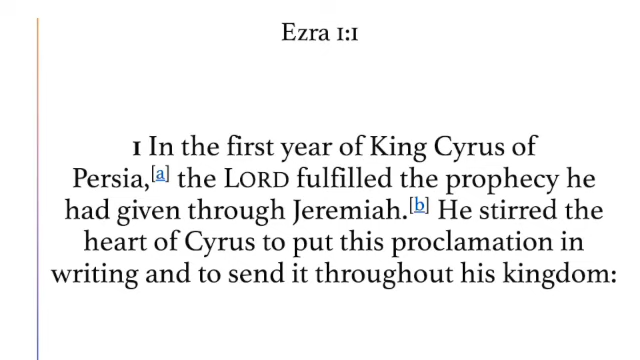 Ezra 1:1
1 In the first year of King Cyrus of
Persia,[a] the LORD fulfilled the prophecy he
had given through Jeremiah.[b] He stirred the
heart of Cyrus to put this proclamation in
writing and to send it throughout his kingdom: